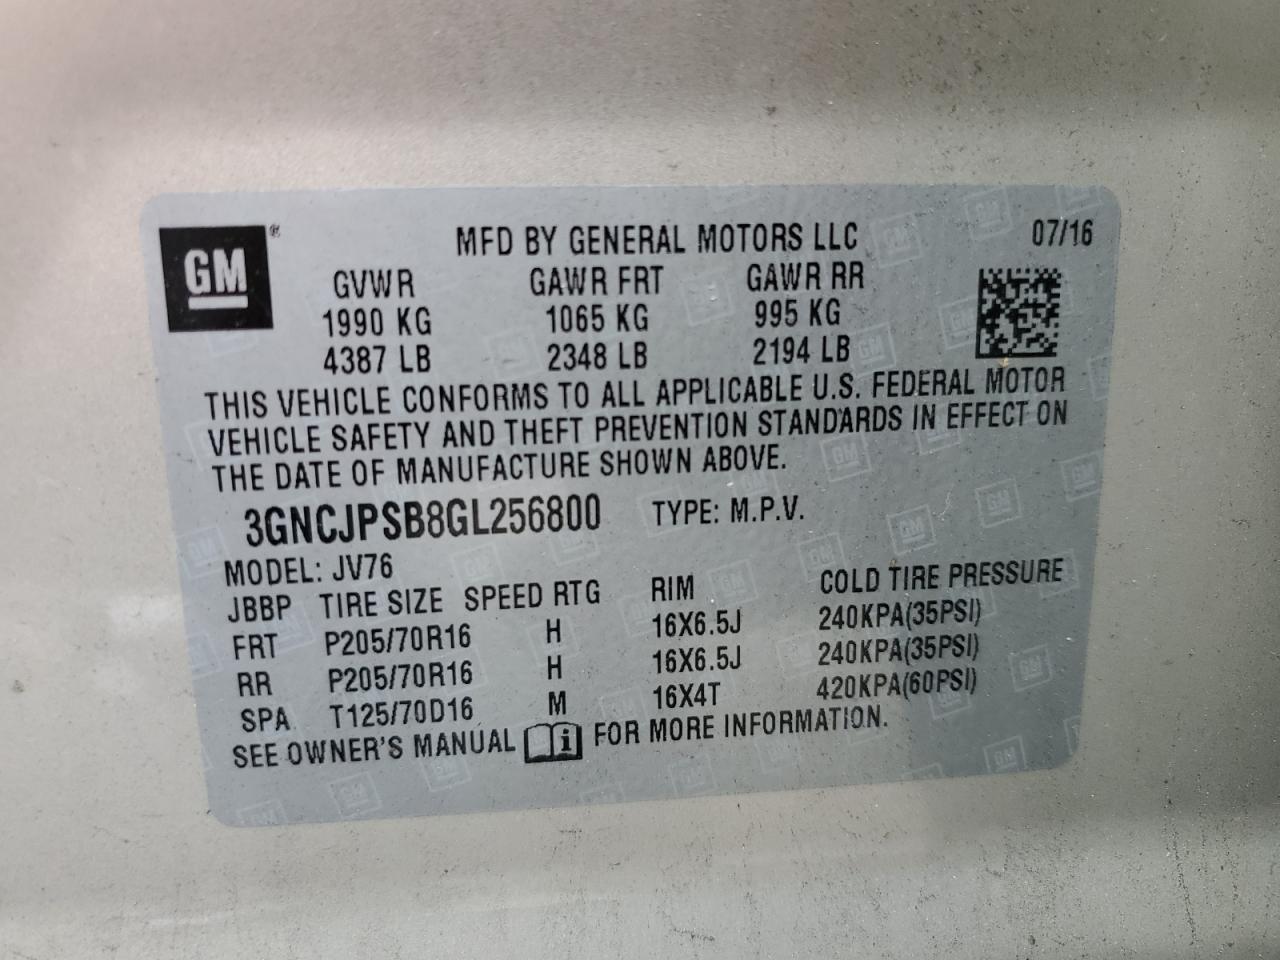 GM®
MFD BY GENERAL MOTORS LLC 07/16
GVWR GAWR FRT GAWR RR
1990 KG 1065 KG 995 KG
4387 LB 2348 LB 2194 LB
THIS VEHICLE CONFORMS TO ALL APPLICABLE U.S. FEDERAL MOTOR
VEHICLE SAFETY AND THEFT PREVENTION STANDARDS IN EFFECT ON
THE DATE OF MANUFACTURE SHOWN ABOVE.
3GNCJPSB8GL256800 TYPE: M.P.V.
MODEL: JV76
JBBP TIRE SIZE SPEED RTG RIM COLD TIRE PRESSURE
FRT P205/70R16 H 16X6.5J 240KPA(35PSI)
RR P205/70R16 H 16X6.5J 240KPA(35PSI)
SPA T125/70D16 M 16X4T 420KPA(60PSI)
SEE OWNER'S MANUAL i FOR MORE INFORMATION.